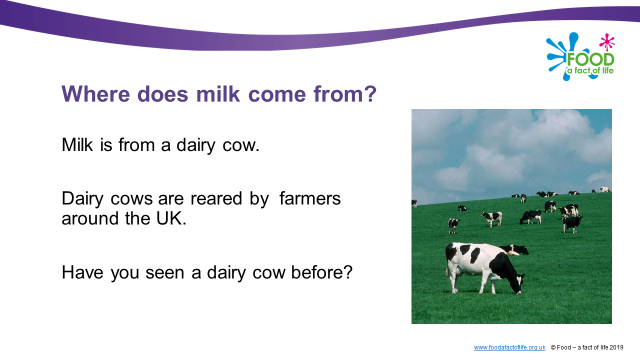 FOOD
a fact of life
Where does milk come from?
Milk is from a dairy cow.
Dairy cows are reared by  farmers
around the UK.
Have you seen a dairy cow before?
www.foodafactoflife.org.uk   © Food – a fact of life 2019